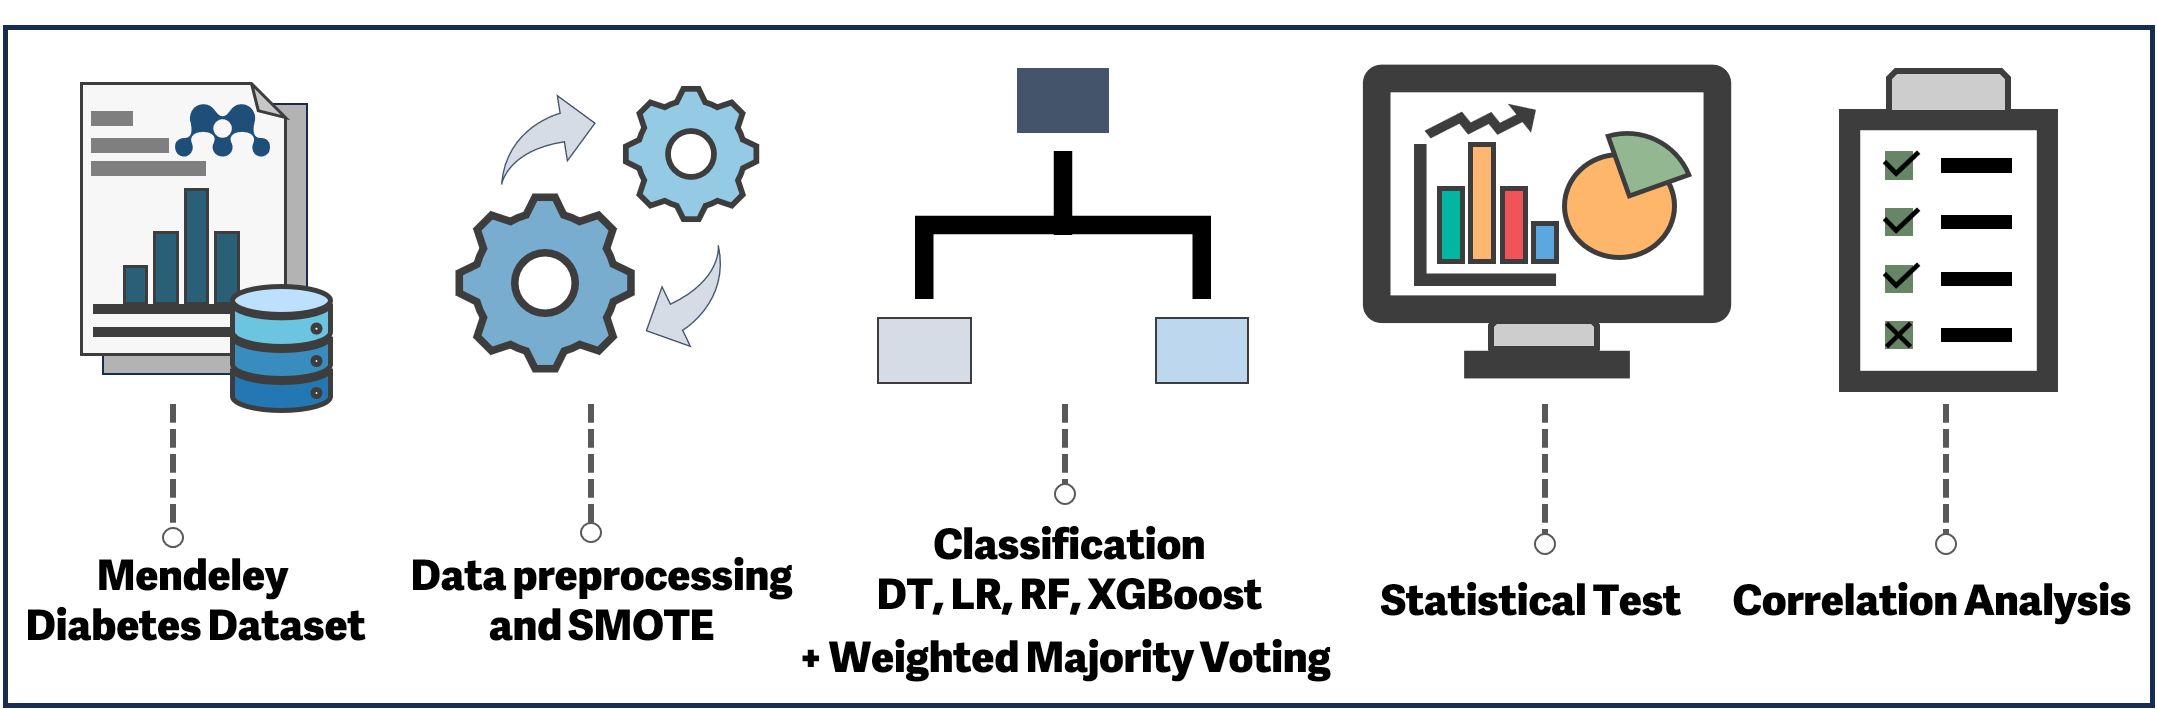 Mendeley
Diabetes Dataset
Data preprocessing
and SMOTE
Classification
DT, LR, RF, XGBoost
+ Weighted Majority Voting
Statistical Test
Correlation Analysis